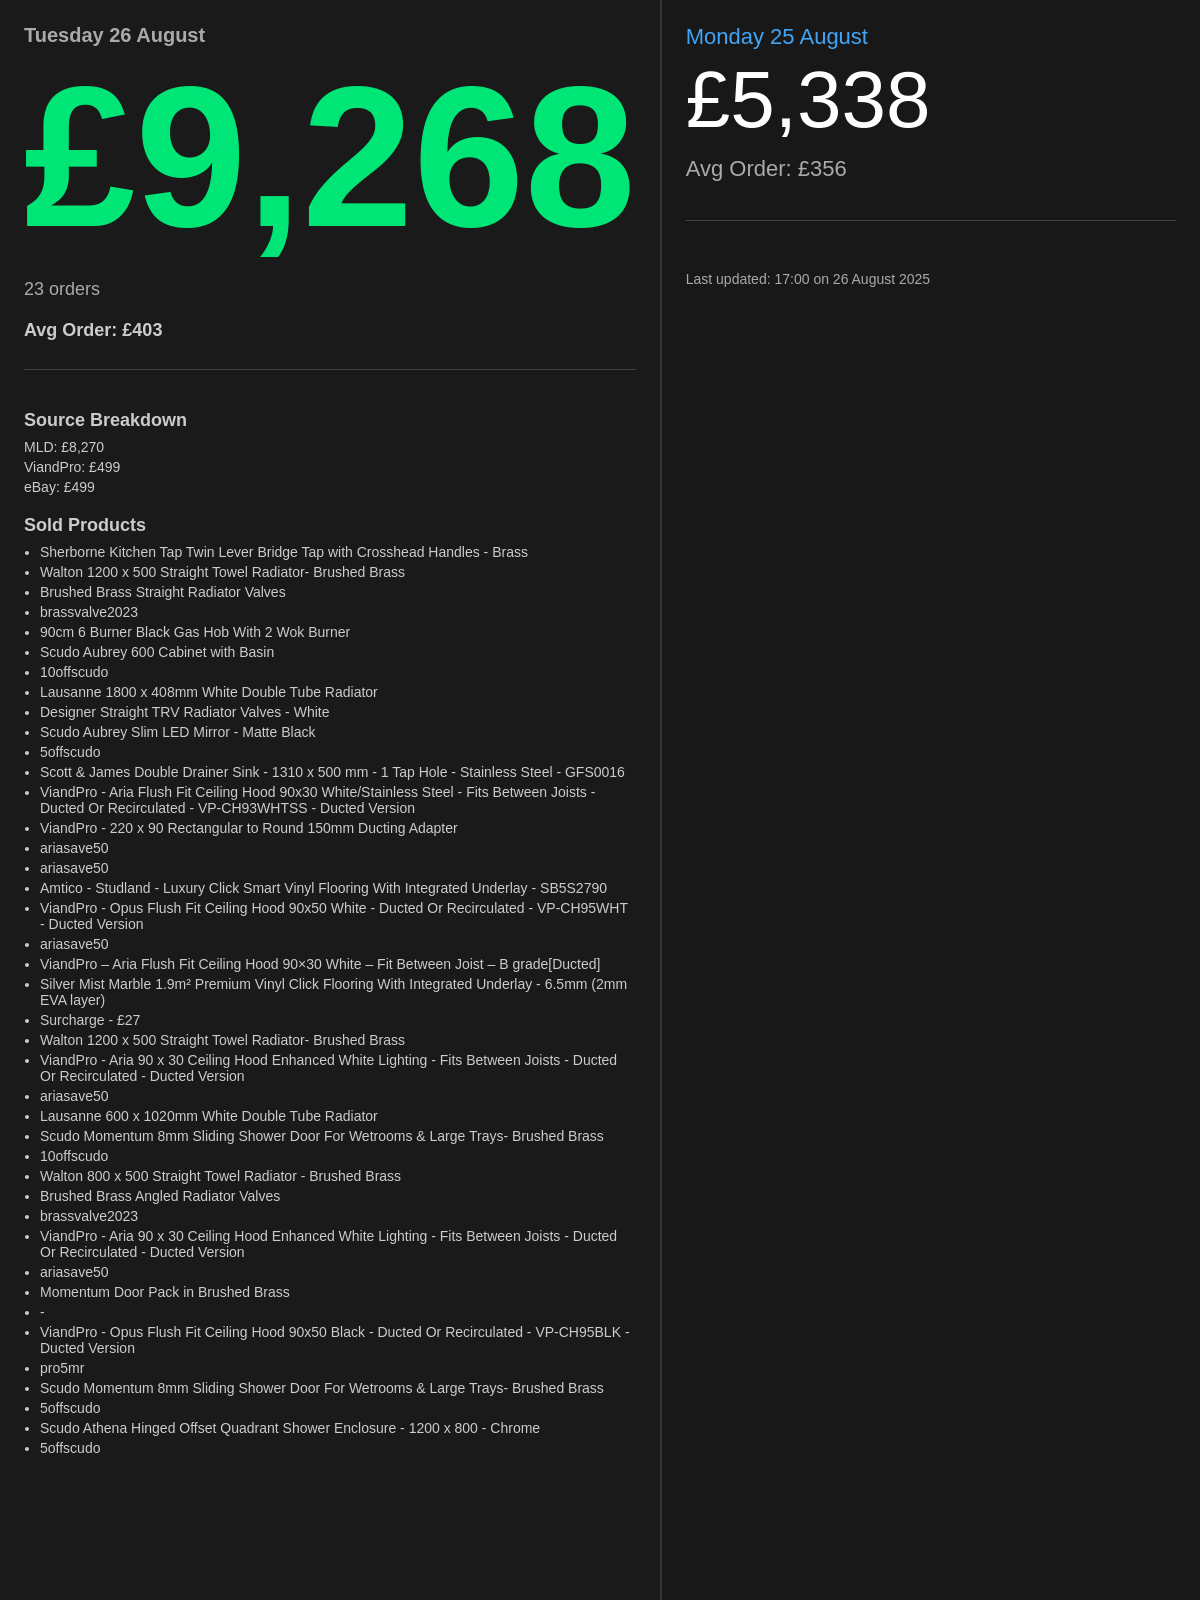 Tuesday 26 August
£9,268
23 orders
Avg Order: £403
Source Breakdown
MLD: £8,270
ViandPro: £499
eBay: £499
Sold Products
• Sherborne Kitchen Tap Twin Lever Bridge Tap with Crosshead Handles - Brass
• Walton 1200 x 500 Straight Towel Radiator- Brushed Brass
• Brushed Brass Straight Radiator Valves
• brassvalve2023
• 90cm 6 Burner Black Gas Hob With 2 Wok Burner
• Scudo Aubrey 600 Cabinet with Basin
• 10offscudo
• Lausanne 1800 x 408mm White Double Tube Radiator
• Designer Straight TRV Radiator Valves - White
• Scudo Aubrey Slim LED Mirror - Matte Black
• 5offscudo
• Scott & James Double Drainer Sink - 1310 x 500 mm - 1 Tap Hole - Stainless Steel - GFS0016
• ViandPro - Aria Flush Fit Ceiling Hood 90x30 White/Stainless Steel - Fits Between Joists -
Ducted Or Recirculated - VP-CH93WHTSS - Ducted Version
• ViandPro - 220 x 90 Rectangular to Round 150mm Ducting Adapter
• ariasave50
• ariasave50
• Amtico - Studland - Luxury Click Smart Vinyl Flooring With Integrated Underlay - SB5S2790
• ViandPro - Opus Flush Fit Ceiling Hood 90x50 White - Ducted Or Recirculated - VP-CH95WHT
- Ducted Version
• ariasave50
• ViandPro – Aria Flush Fit Ceiling Hood 90×30 White – Fit Between Joist – B grade[Ducted]
• Silver Mist Marble 1.9m² Premium Vinyl Click Flooring With Integrated Underlay - 6.5mm (2mm
EVA layer)
• Surcharge - £27
• Walton 1200 x 500 Straight Towel Radiator- Brushed Brass
• ViandPro - Aria 90 x 30 Ceiling Hood Enhanced White Lighting - Fits Between Joists - Ducted
Or Recirculated - Ducted Version
• ariasave50
• Lausanne 600 x 1020mm White Double Tube Radiator
• Scudo Momentum 8mm Sliding Shower Door For Wetrooms & Large Trays- Brushed Brass
• 10offscudo
• Walton 800 x 500 Straight Towel Radiator - Brushed Brass
• Brushed Brass Angled Radiator Valves
• brassvalve2023
• ViandPro - Aria 90 x 30 Ceiling Hood Enhanced White Lighting - Fits Between Joists - Ducted
Or Recirculated - Ducted Version
• ariasave50
• Momentum Door Pack in Brushed Brass
• -
• ViandPro - Opus Flush Fit Ceiling Hood 90x50 Black - Ducted Or Recirculated - VP-CH95BLK -
Ducted Version
• pro5mr
• Scudo Momentum 8mm Sliding Shower Door For Wetrooms & Large Trays- Brushed Brass
• 5offscudo
• Scudo Athena Hinged Offset Quadrant Shower Enclosure - 1200 x 800 - Chrome
• 5offscudo
Monday 25 August
£5,338
Avg Order: £356
Last updated: 17:00 on 26 August 2025